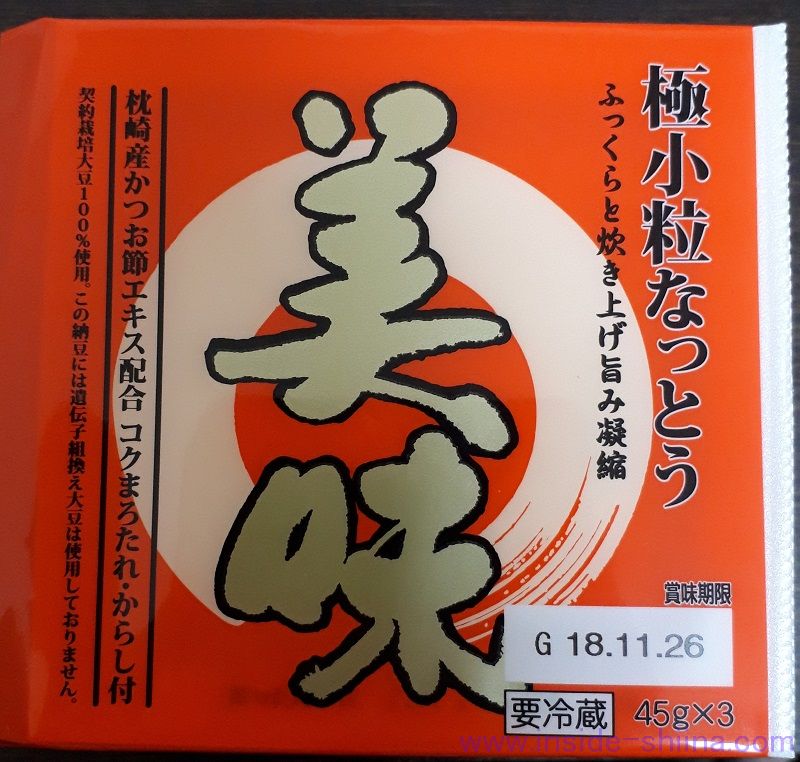 極小粒なっとう
ふっくらと炊き上げ旨み凝縮
美味
枕崎産かつお節エキス配合 コクまろたれ・からし付
契約栽培大豆100%使用。この納豆には遺伝子組換え大豆は使用しておりません。
賞味期限
G 18.11.26
要冷蔵 45g×3
www.inside-shiina.com